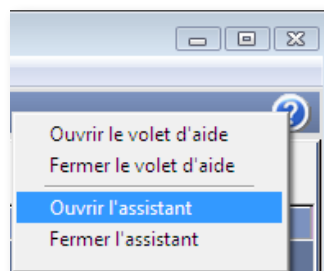 ?
Ouvrir le volet d'aide
Fermer le volet d'aide
Ouvrir l'assistant
Fermer l'assistant